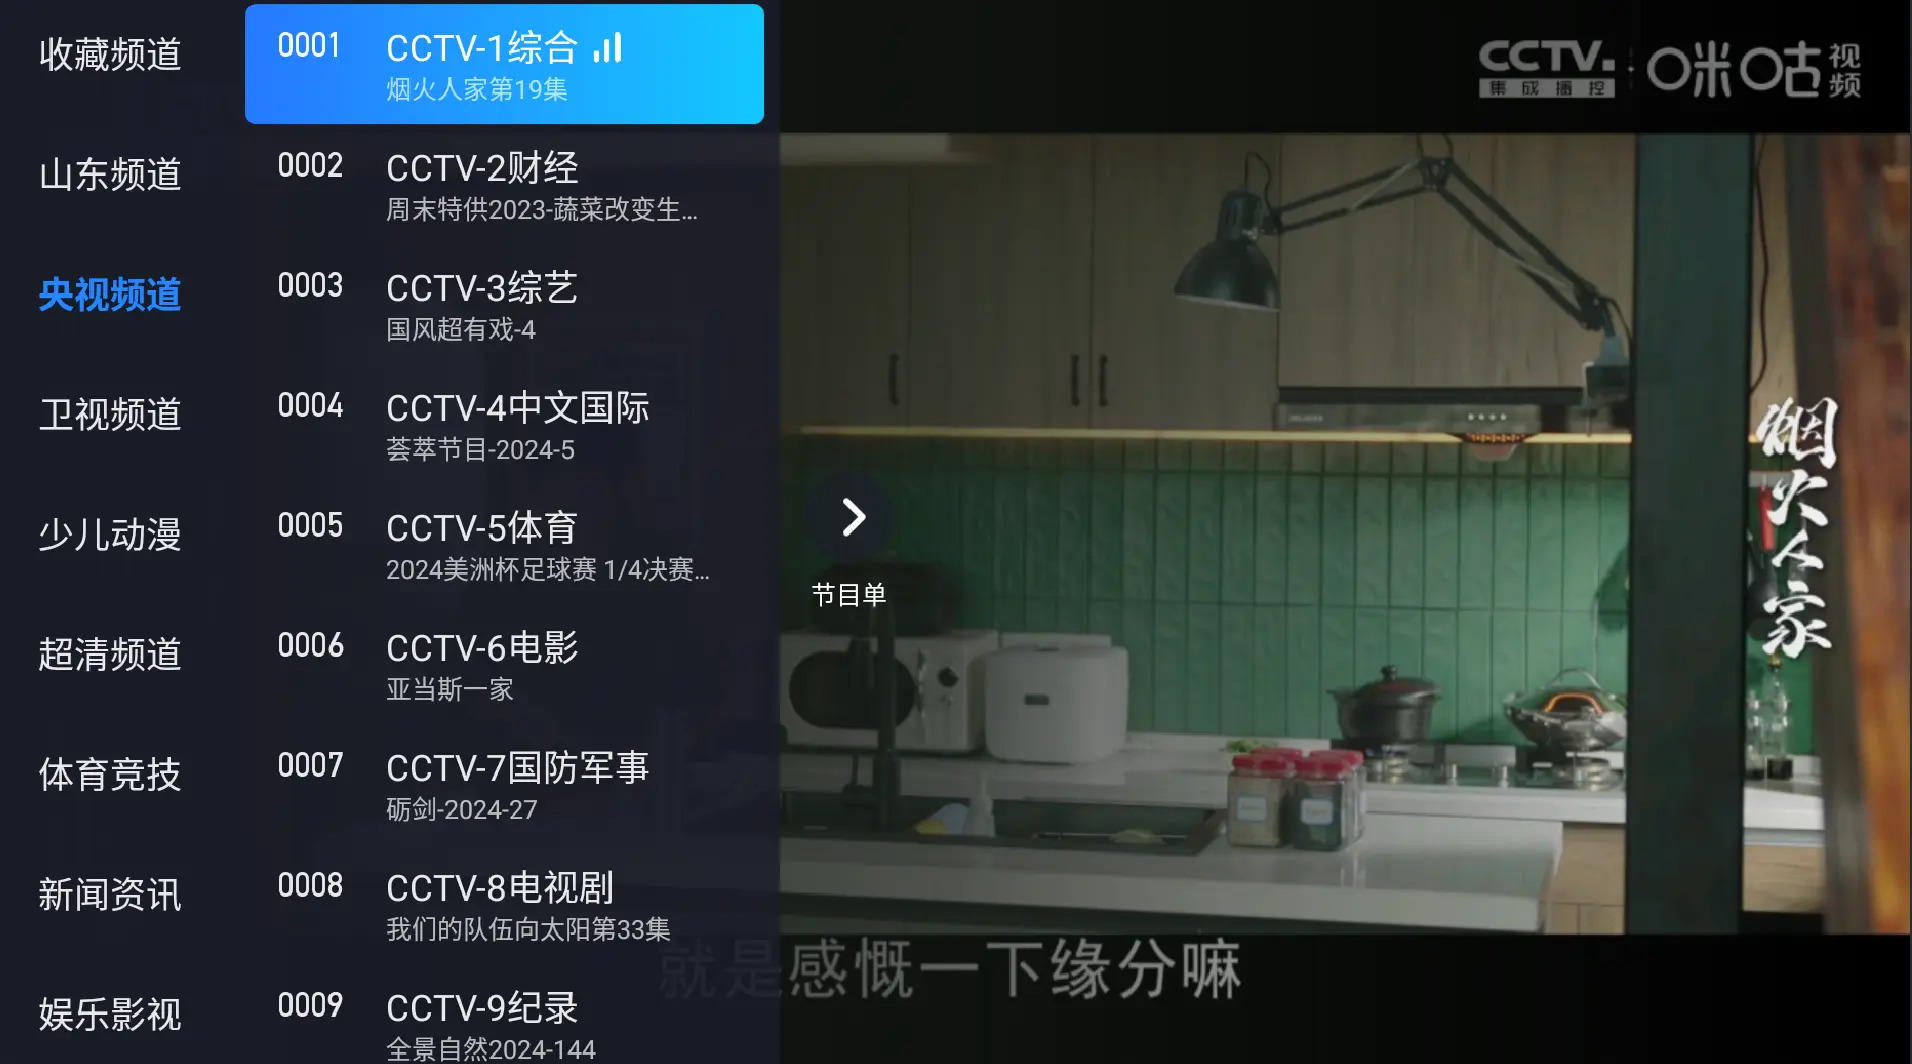 收藏频道
山东频道
央视频道
卫视频道
少儿动漫
超清频道
体育竞技
新闻资讯
娱乐影视
0001 CCTV-1综合
烟火人家第19集
0002 CCTV-2财经
周末特供2023-蔬菜改变生...
0003 CCTV-3综艺
国风超有戏-4
0004 CCTV-4中文国际
荟萃节目-2024-5
0005 CCTV-5体育
2024美洲杯足球赛 1/4决赛...
0006 CCTV-6电影
亚当斯一家
0007 CCTV-7国防军事
砺剑-2024-27
0008 CCTV-8电视剧
我们的队伍向太阳第33集
0009 CCTV-9纪录
全景自然2024-144
节目单
CCTV.
集成播控
咪咕视频
烟火人家
就是感慨一下缘分嘛